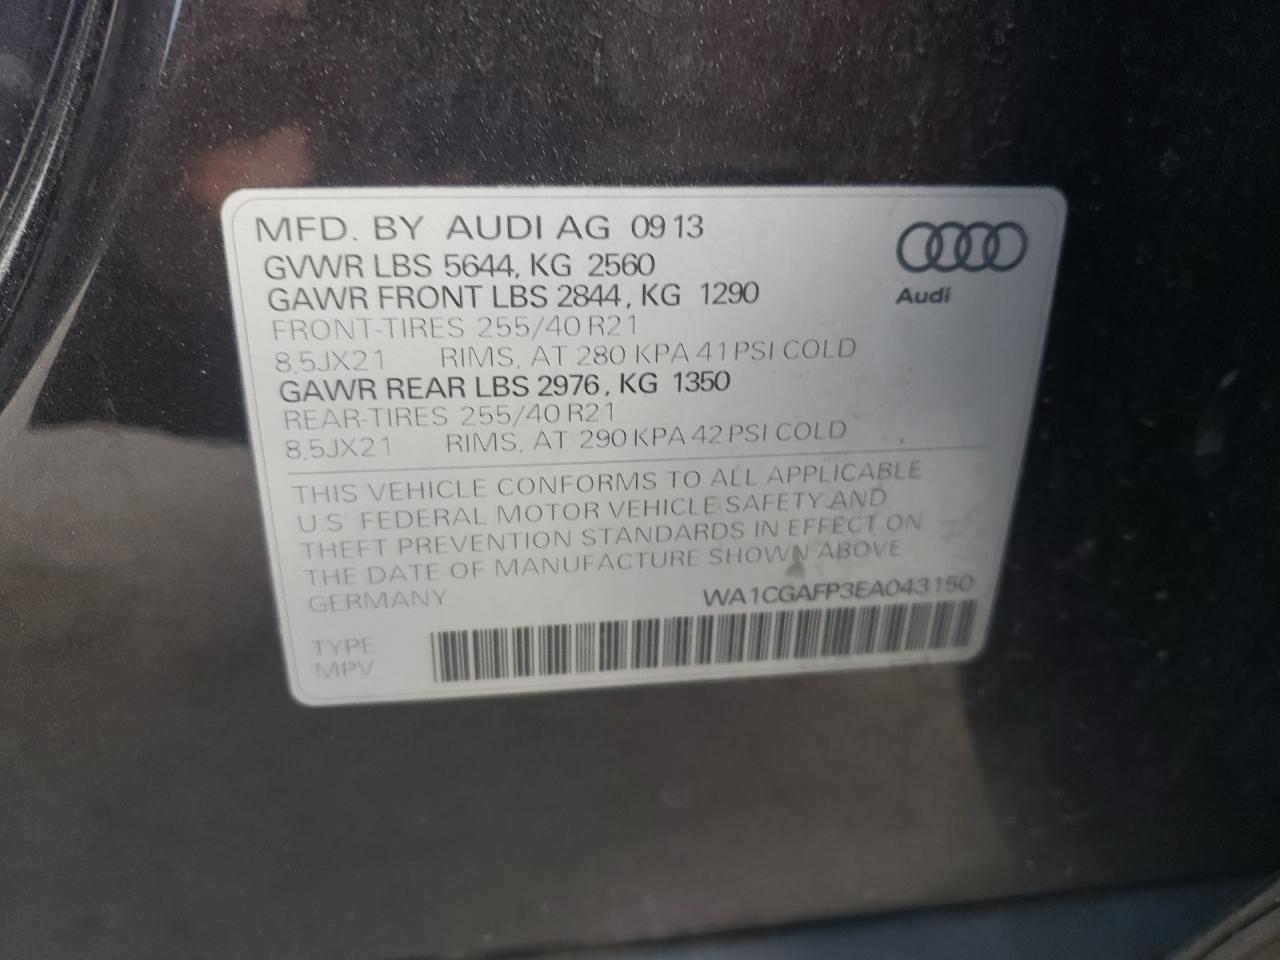 MFD. BY AUDI AG 09 13
GVWR LBS 5644, KG 2560
GAWR FRONT LBS 2844, KG 1290
FRONT-TIRES 255/40 R21
8,5JX21 RIMS, AT 280 KPA 41 PSI COLD
GAWR REAR LBS 2976, KG 1350
REAR-TIRES 255/40 R21
8,5JX21 RIMS, AT 290 KPA 42 PSI COLD
Audi
THIS VEHICLE CONFORMS TO ALL APPLICABLE
U.S FEDERAL MOTOR VEHICLE SAFETY AND
THEFT PREVENTION STANDARDS IN EFFECT ON
THE DATE OF MANUFACTURE SHOWN ABOVE
GERMANY WA1CGAFP3EA043150
TYPE
MPV